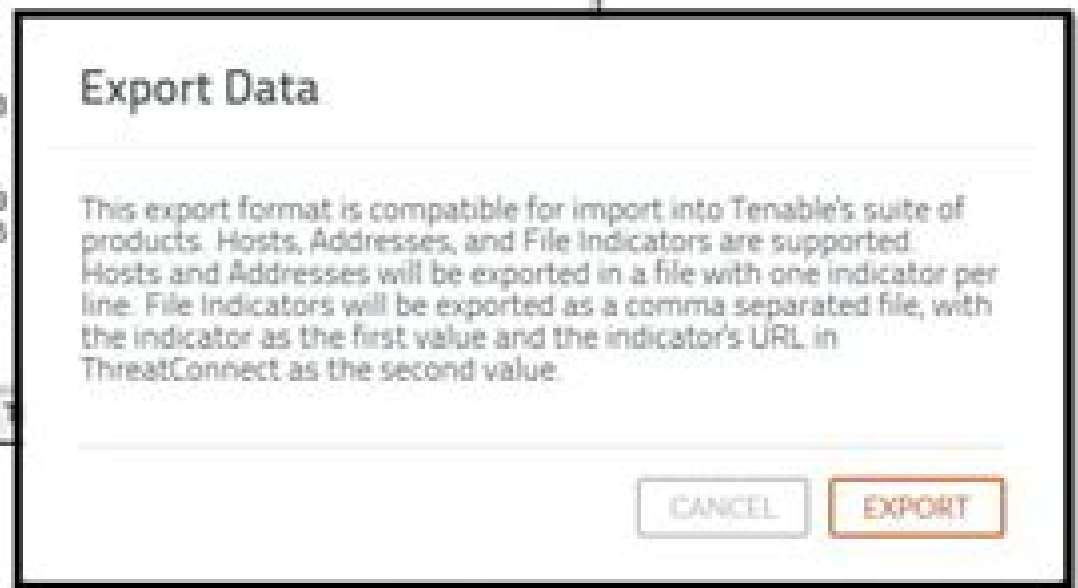 Export Data
This export format is compatible for import into Tenable's suite of
products. Hosts, Addresses, and File Indicators are supported.
Hosts and Addresses will be exported in a file with one indicator per
line. File Indicators will be exported as a comma separated file, with
the indicator as the first value and the indicator's URL in
ThreatConnect as the second value.
CANCEL
EXPORT